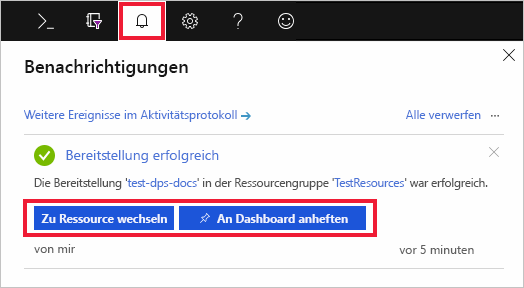 Benachrichtigungen
Weitere Ereignisse im Aktivitätsprotokoll →
Alle verwerfen ...
Bereitstellung erfolgreich
Die Bereitstellung 'test-dps-docs' in der Ressourcengruppe 'TestResources' war erfolgreich.
Zu Ressource wechseln
An Dashboard anheften
von mir
vor 5 minuten